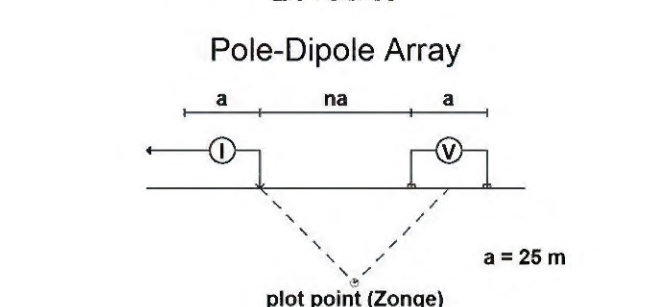 Pole-Dipole Array
a na a
I V
a = 25 m
plot point (Zonge)